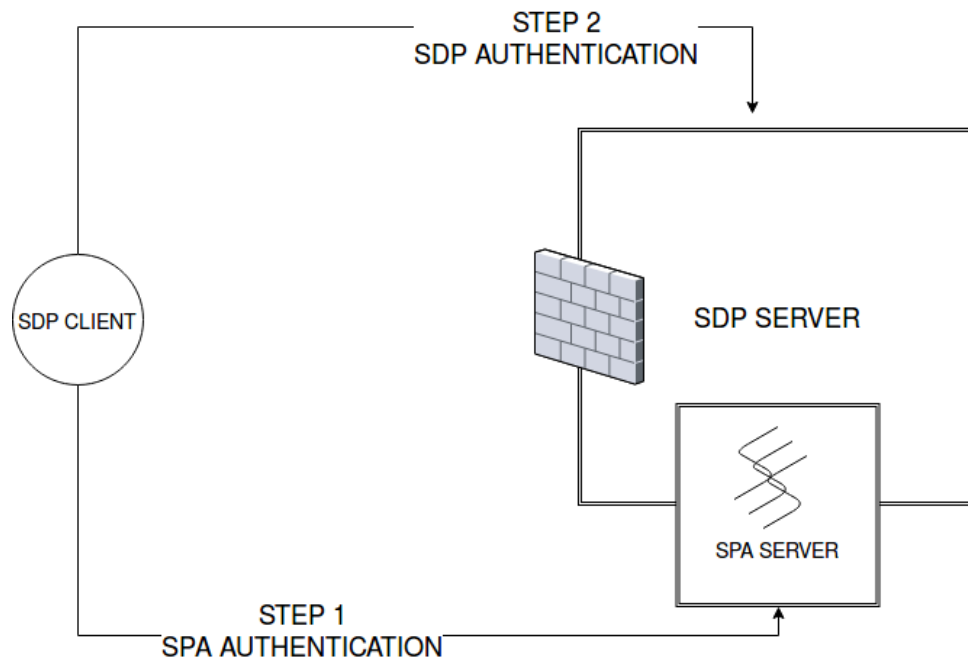 STEP 2
SDP AUTHENTICATION
SDP CLIENT
SDP SERVER
SPA SERVER
STEP 1
SPA AUTHENTICATION